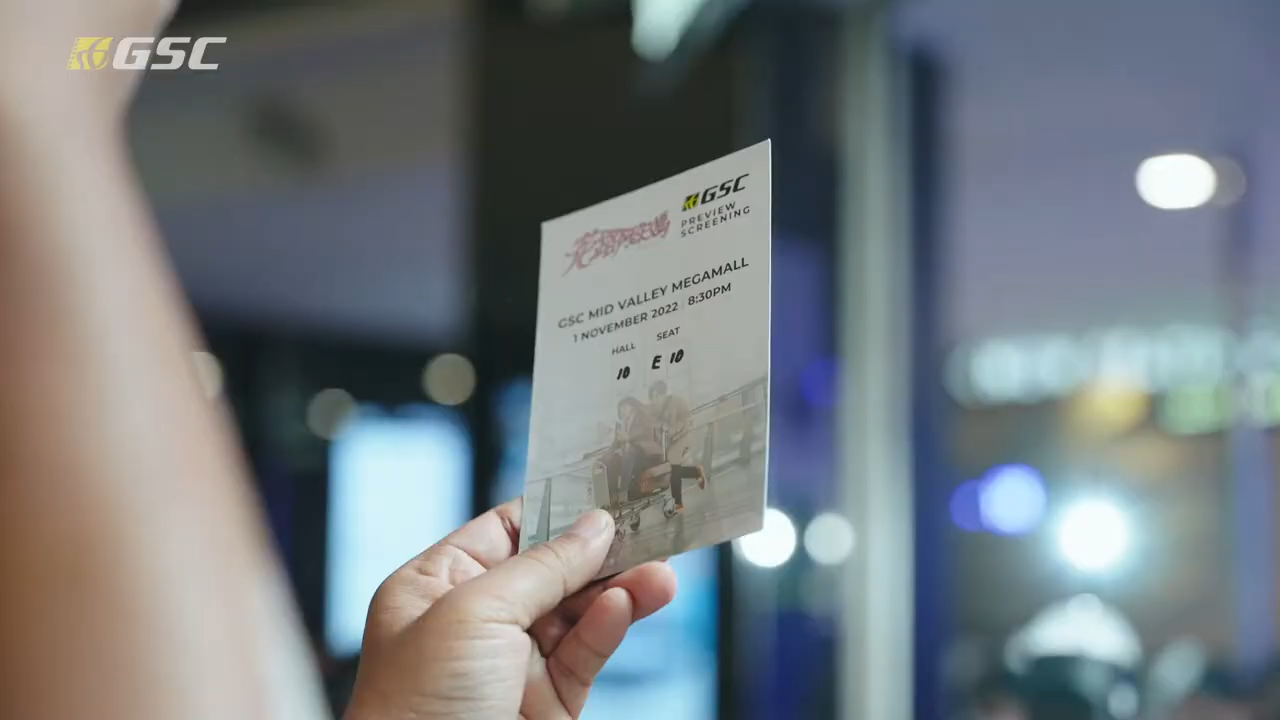 GSC
GSC
PREVIEW
SCREENING
GSC MID VALLEY MEGAMALL
1 NOVEMBER 2022 | 8:30PM
HALL SEAT
10 E 10